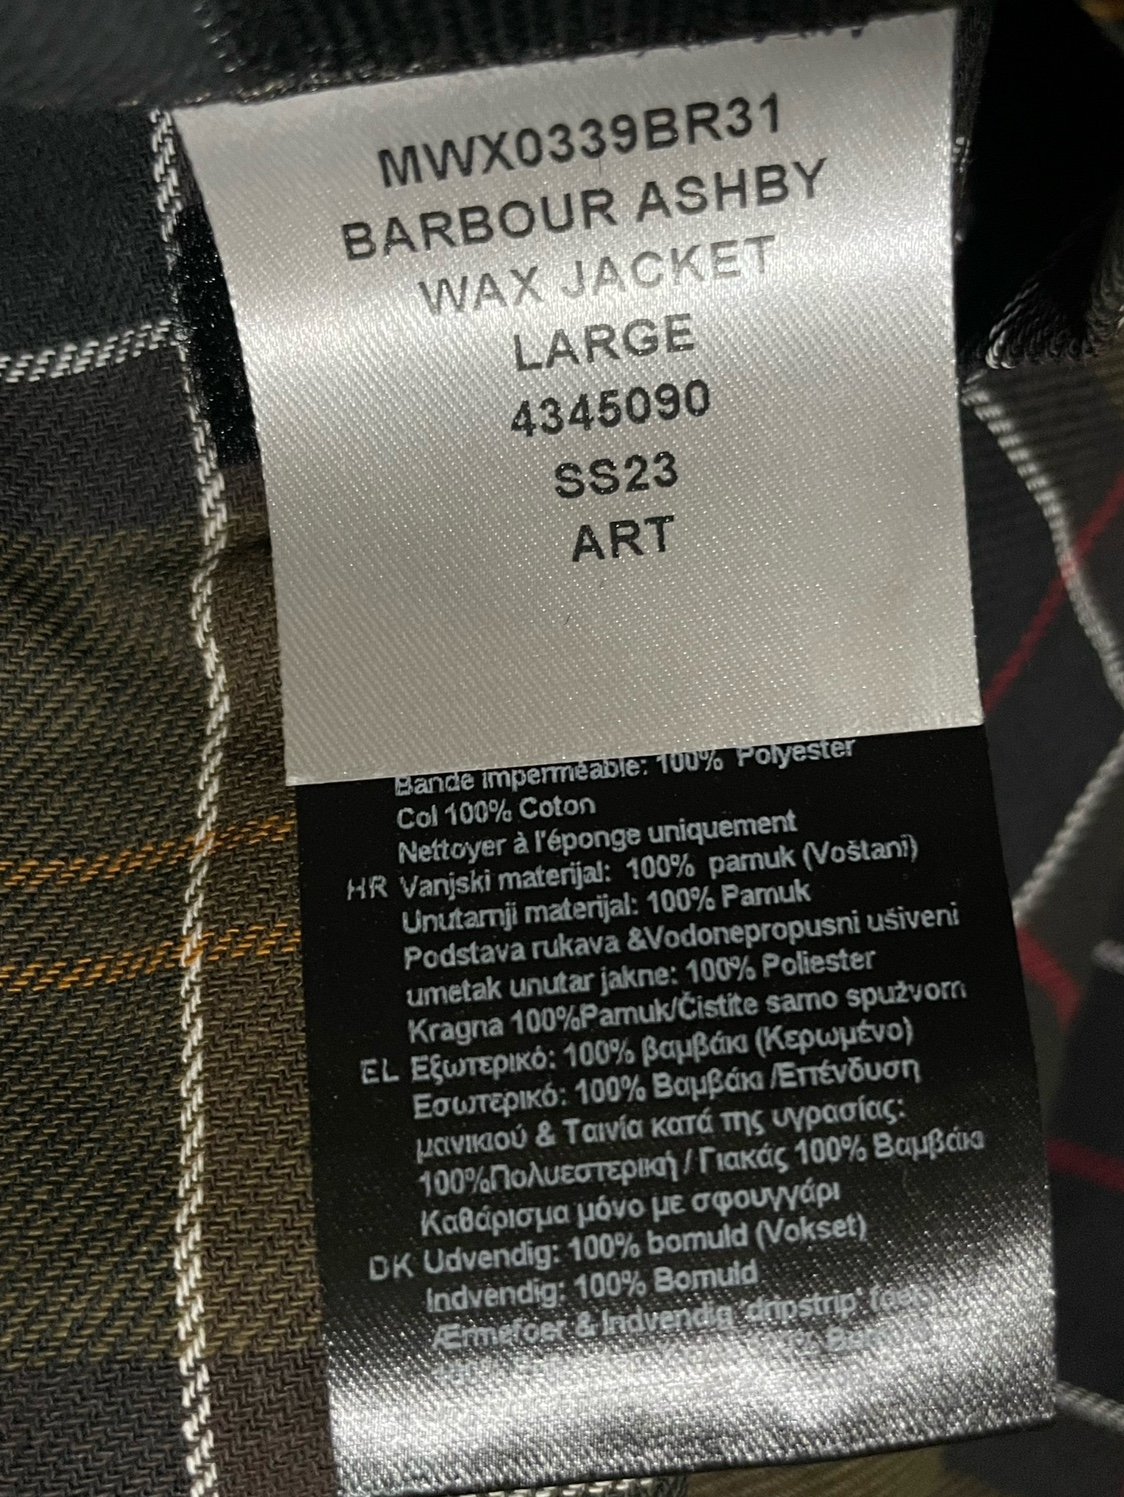 MWX0339BR31
BARBOUR ASHBY
WAX JACKET
LARGE
4345090
SS23
ART
Bande imperméable: 100% Polyester
Col 100% Coton
Nettoyer à l'éponge uniquement
HR Vanjski materijal: 100% pamuk (Voštani)
Unutarnji materijal: 100% Pamuk
Podstava rukava &Vodonepropusni ušiveni
umetak unutar jakne: 100% Poliester
Kragna 100%Pamuk/Čistite samo spužvom
EL Εξωτερικό: 100% βαμβάκι (Κερωμένο)
Εσωτερικό: 100% Βαμβάκι /Επένδυση
μανικιού & Ταινία κατά της υγρασίας:
100%Πολυεστερική / Γιακάς 100% Βαμβάκι
Καθάρισμα μόνο με σφουγγάρι
DK Udvendig: 100% bomuld (Vokset)
Indvendig: 100% Bomuld
Ærmefoer & Indvendig 'dripstrip'